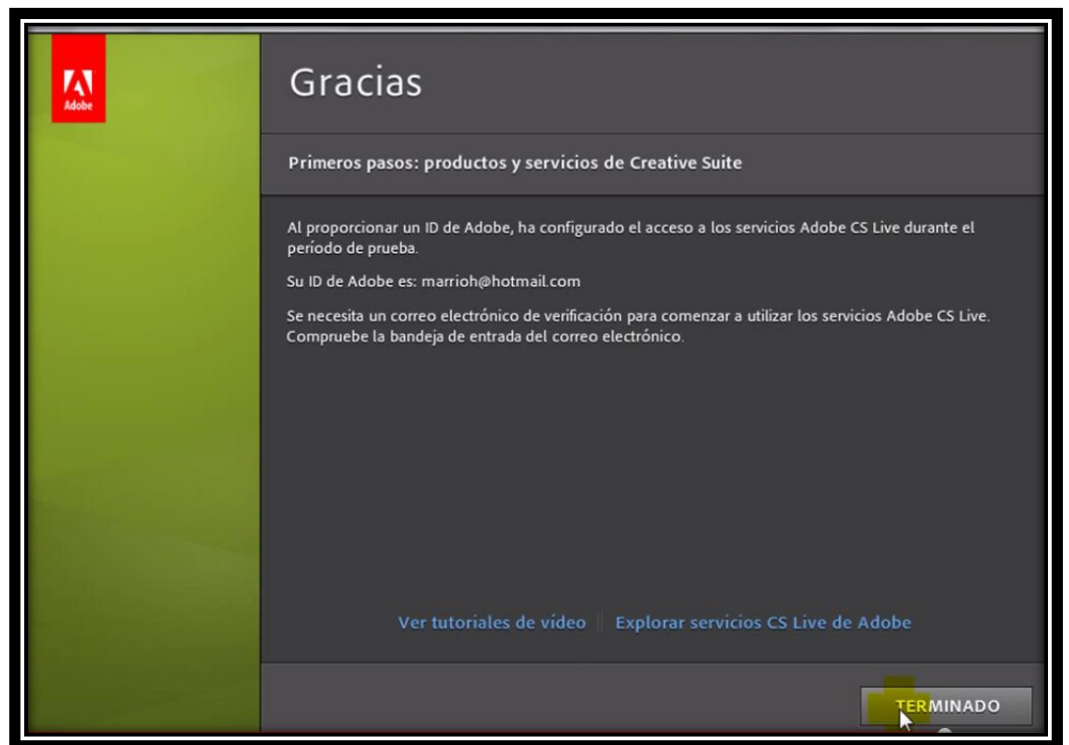 Adobe
Gracias
Primeros pasos: productos y servicios de Creative Suite
Al proporcionar un ID de Adobe, ha configurado el acceso a los servicios Adobe CS Live durante el
período de prueba.
Su ID de Adobe es: marrioh@hotmail.com
Se necesita un correo electrónico de verificación para comenzar a utilizar los servicios Adobe CS Live.
Compruebe la bandeja de entrada del correo electrónico.
Ver tutoriales de vídeo Explorar servicios CS Live de Adobe
TERMINADO